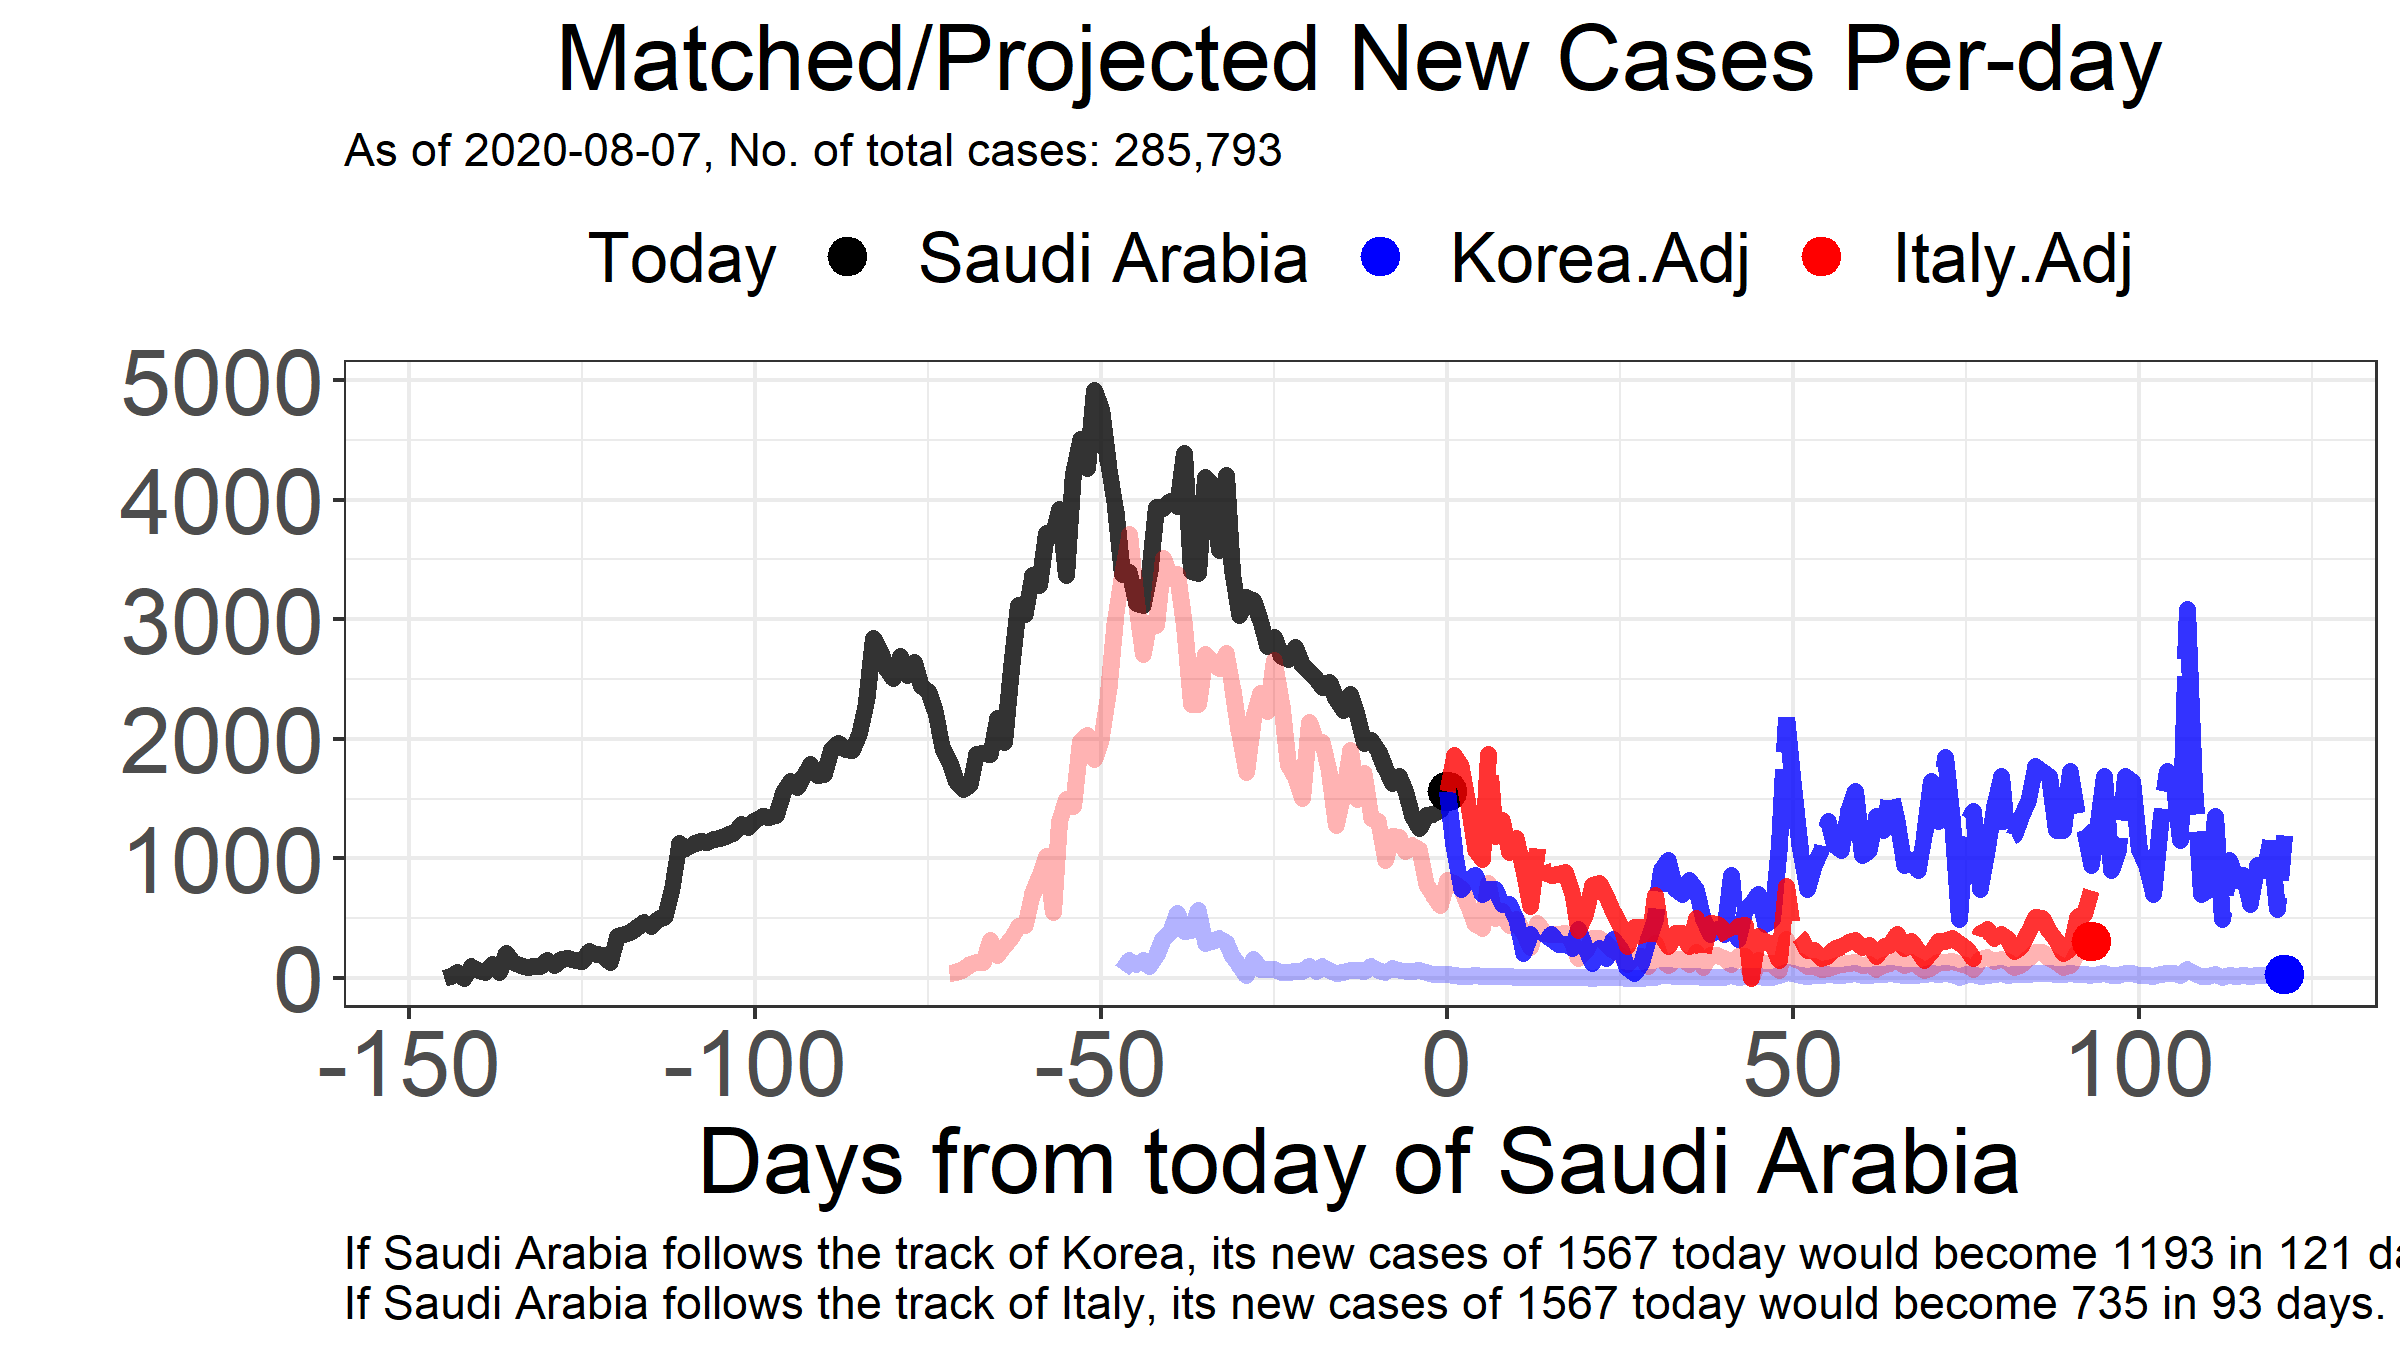 Matched/Projected New Cases Per-day
As of 2020-08-07, No. of total cases: 285,793
Today Saudi Arabia Korea.Adj Italy.Adj
5000
4000
3000
2000
1000
0
-150 -100 -50 0 50 100
Days from today of Saudi Arabia
If Saudi Arabia follows the track of Korea, its new cases of 1567 today would become 1193 in 121 da
If Saudi Arabia follows the track of Italy, its new cases of 1567 today would become 735 in 93 days.